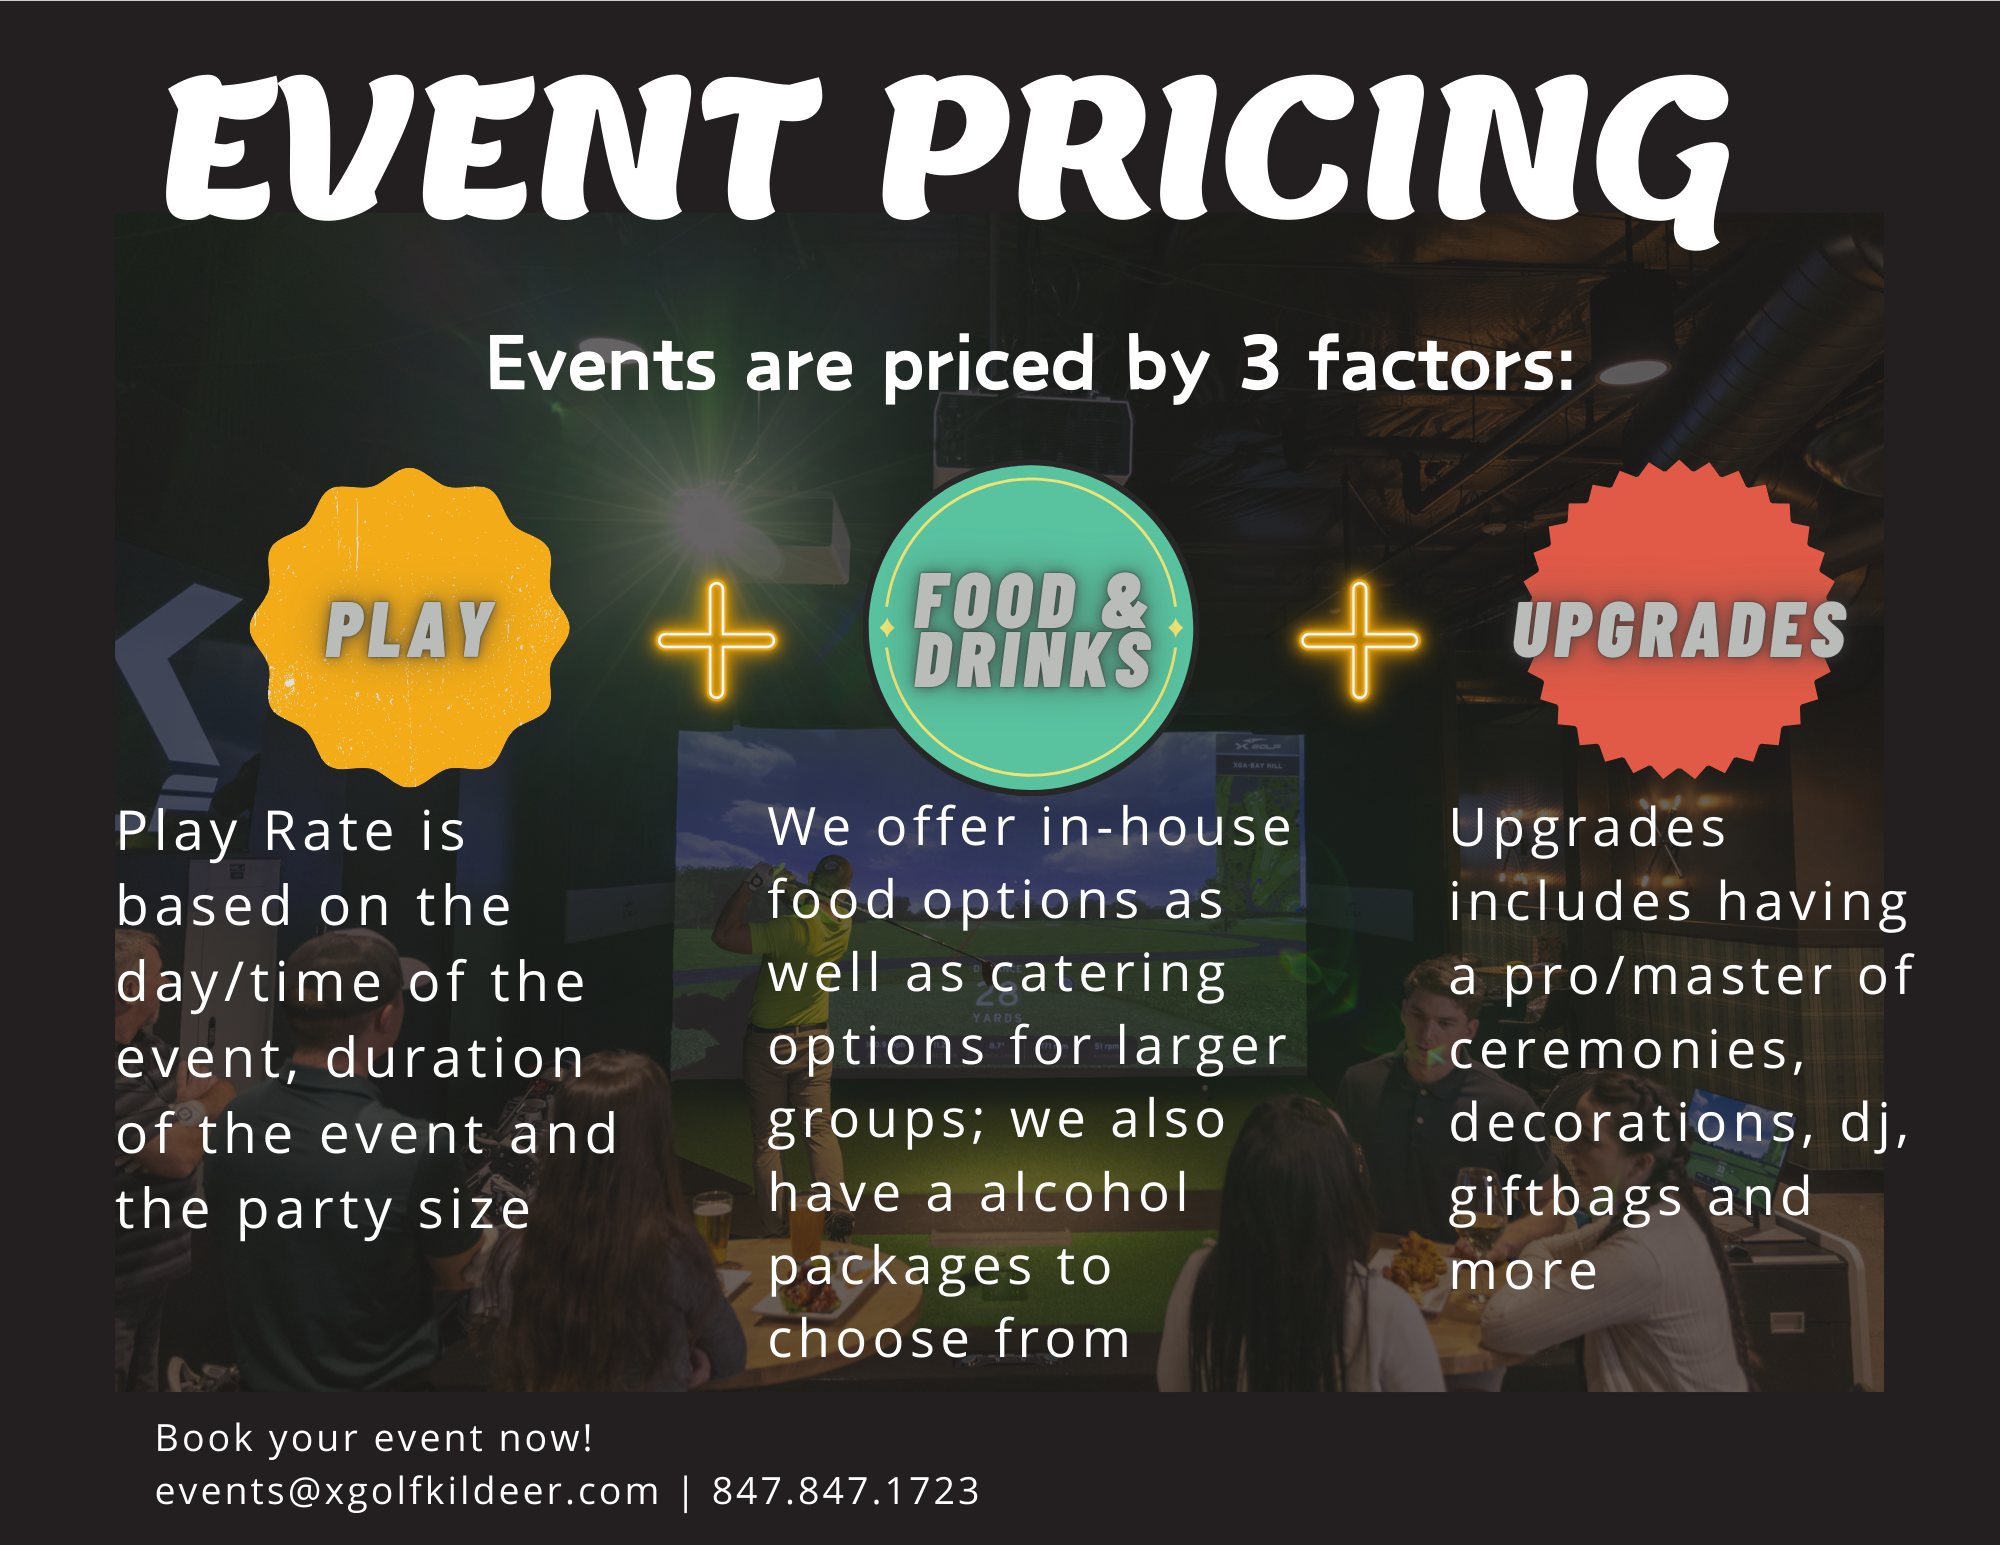 EVENT PRICING
Events are priced by 3 factors:
PLAY
FOOD &
DRINKS
UPGRADES
Play Rate is
based on the
day/time of the
event, duration
of the event and
the party size
We offer in-house
food options as
well as catering
options for larger
groups; we also
have a alcohol
packages to
choose from
Upgrades
includes having
a pro/master of
ceremonies,
decorations, dj,
giftbags and
more
X GOLF
28
YARDS
Book your event now!
events@xgolfkildeer.com | 847.847.1723